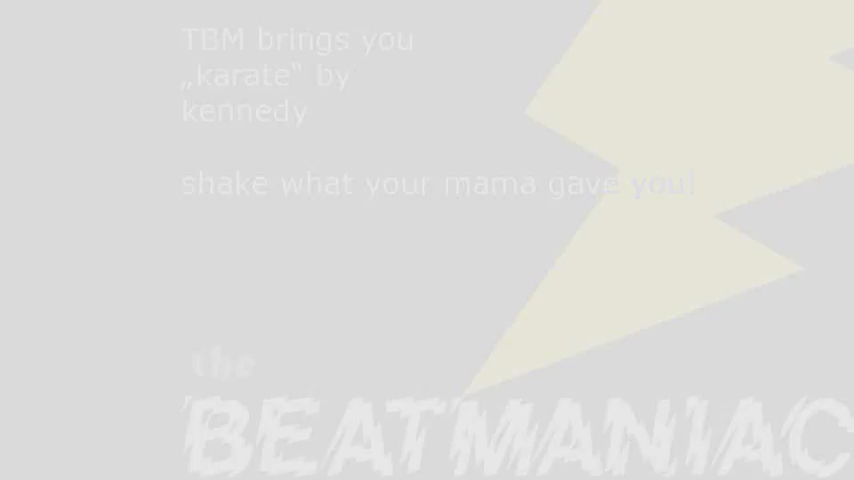 TBM brings you
„karate“ by
kennedy
shake what your mama gave you!
the
BEATMANIAC